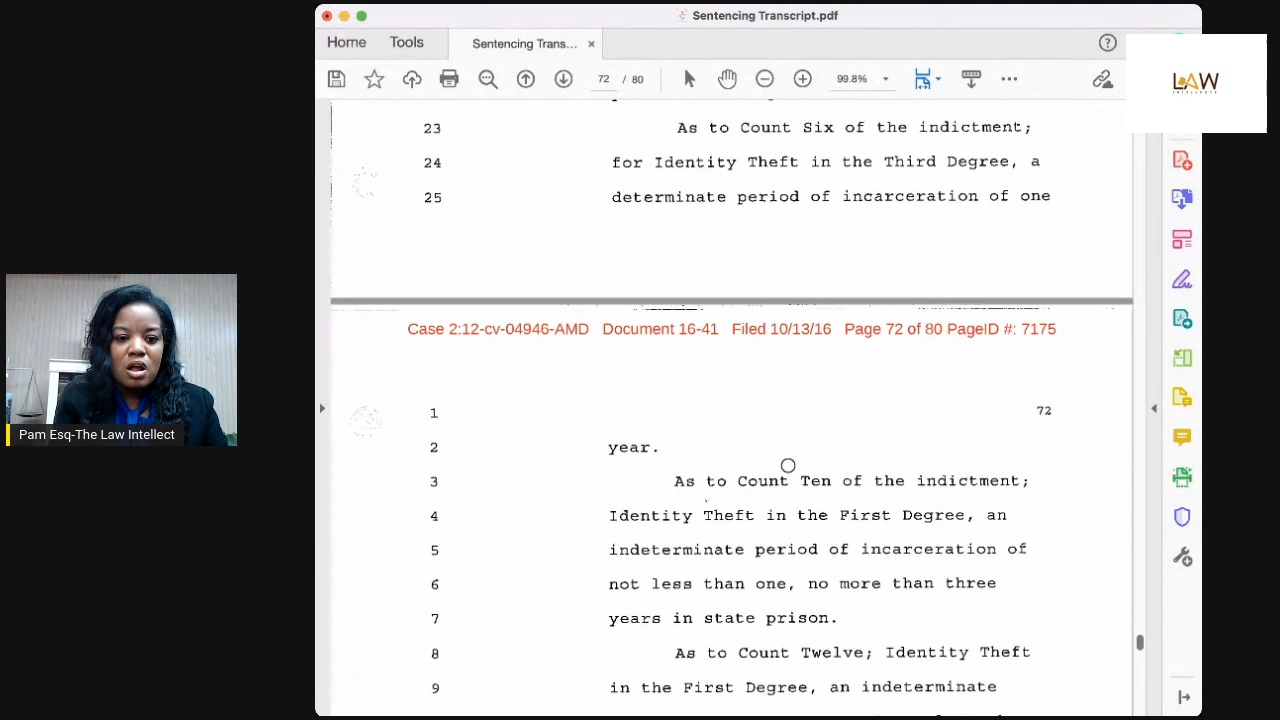 Sentencing Transcript.pdf
Home Tools Sentencing Trans... ×
72 / 80 99.8%
LAW
INTELLECT
23 As to Count Six of the indictment;
24 for Identity Theft in the Third Degree, a
25 determinate period of incarceration of one
Case 2:12-cv-04946-AMD Document 16-41 Filed 10/13/16 Page 72 of 80 PageID #: 7175
1 72
2 year.
3 As to Count Ten of the indictment;
4 Identity Theft in the First Degree, an
5 indeterminate period of incarceration of
6 not less than one, no more than three
7 years in state prison.
8 As to Count Twelve; Identity Theft
9 in the First Degree, an indeterminate
Pam Esq-The Law Intellect